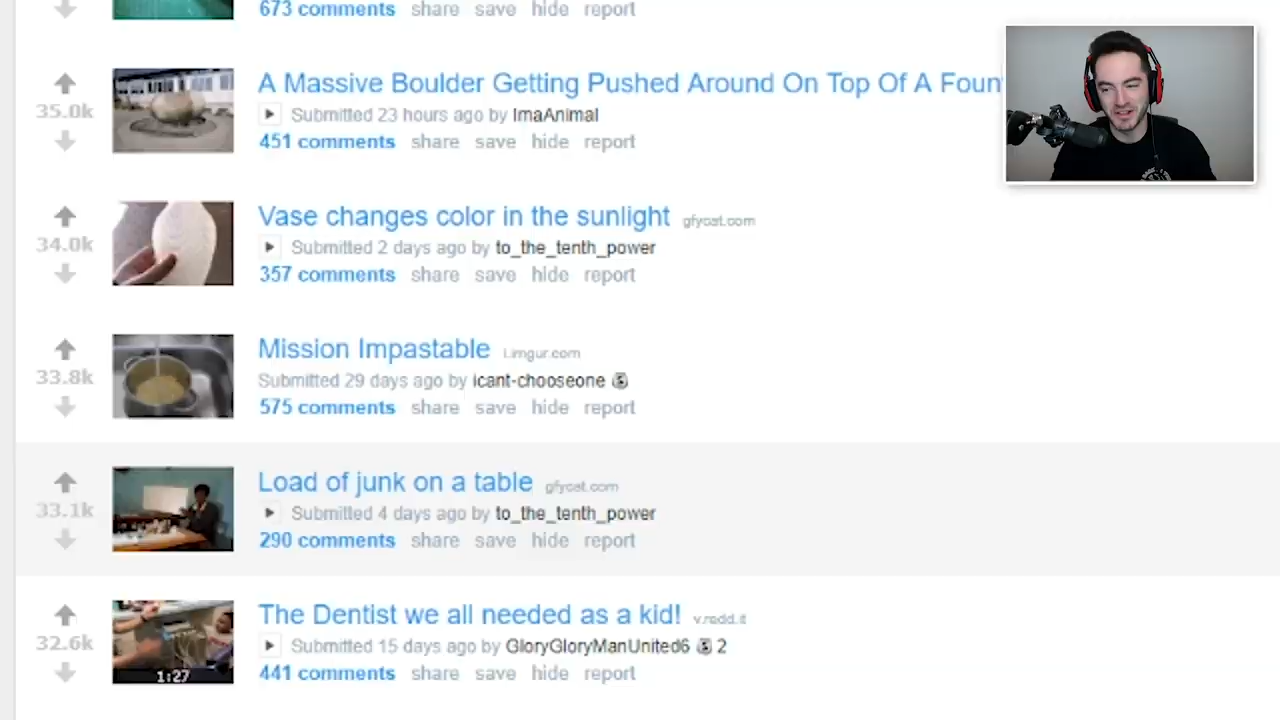 673 comments share save hide report
A Massive Boulder Getting Pushed Around On Top Of A Foun
35.0k
Submitted 23 hours ago by ImaAnimal
451 comments share save hide report
Vase changes color in the sunlight gfycat.com
34.0k
Submitted 2 days ago by to_the_tenth_power
357 comments share save hide report
Mission Impastable i.imgur.com
33.8k
Submitted 29 days ago by icant-chooseone
575 comments share save hide report
Load of junk on a table gfycat.com
33.1k
Submitted 4 days ago by to_the_tenth_power
290 comments share save hide report
The Dentist we all needed as a kid! v.redd.it
32.6k
Submitted 15 days ago by GloryGloryManUnited6 2
441 comments share save hide report
1:27